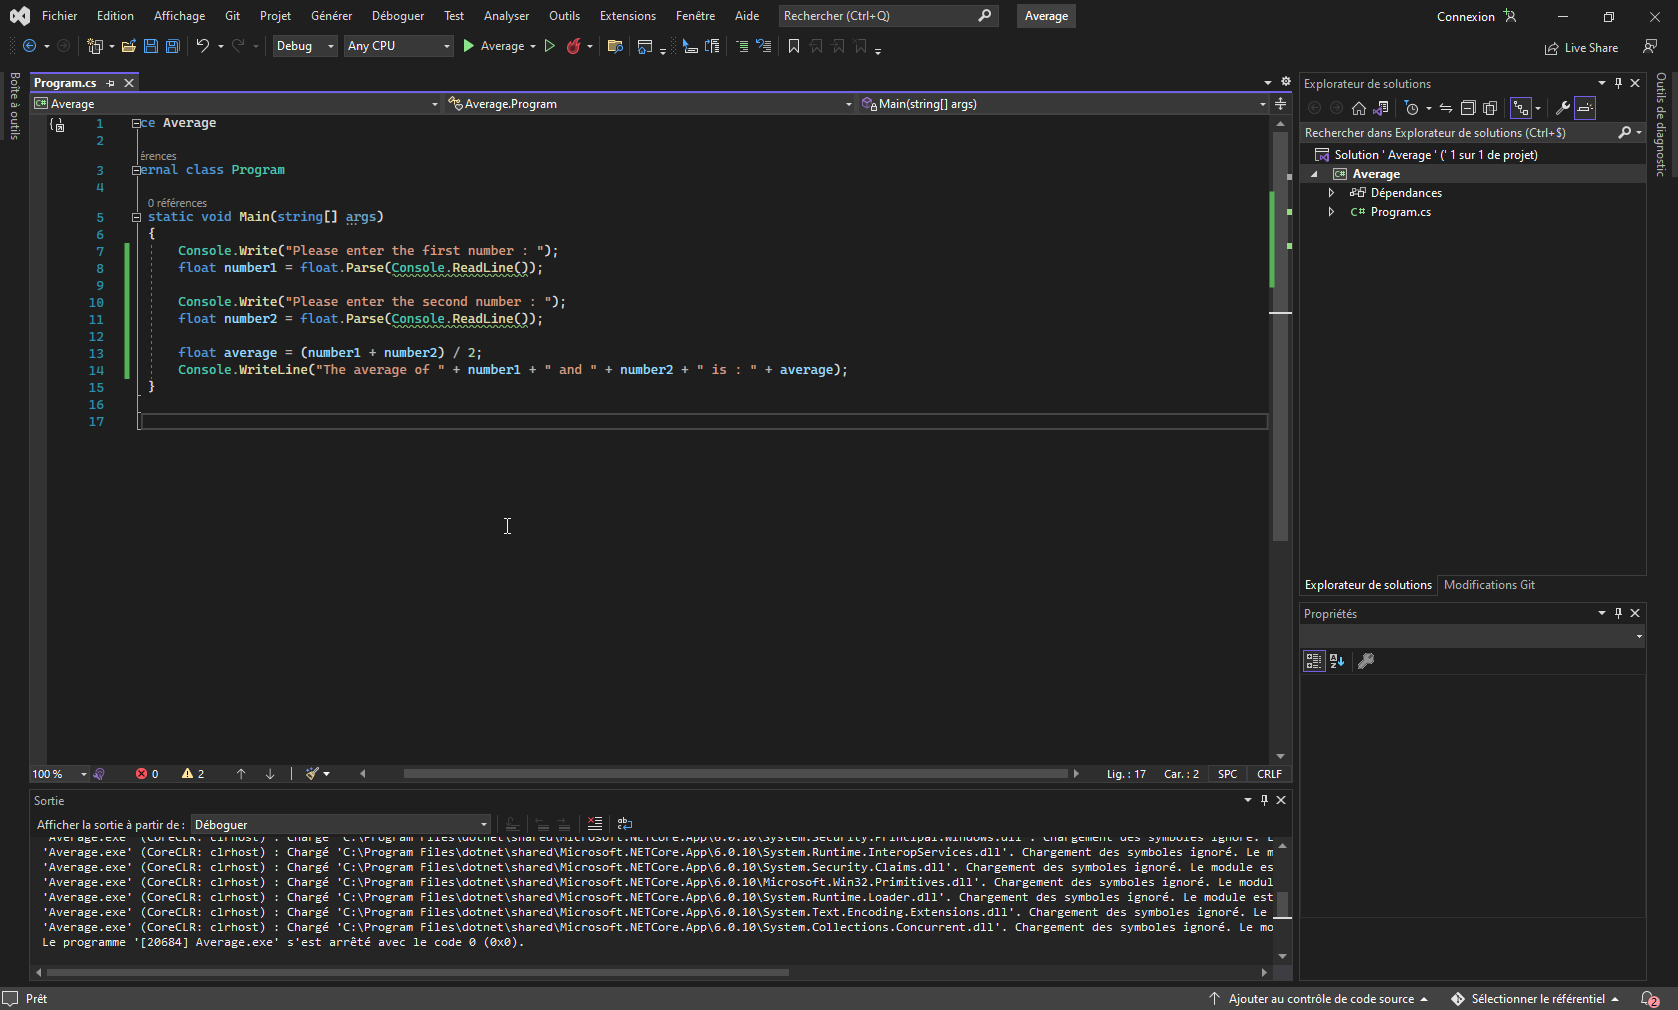 Fichier Edition Affichage Git Projet Générer Déboguer Test Analyser Outils Extensions Fenêtre Aide Rechercher (Ctrl+Q) Average Connexion
Debug Any CPU Average Live Share
Boîte à outils
Program.cs
Average Average.Program Main(string[] args)
1 ce Average
2
érences
3 ernal class Program
4
0 références
5 static void Main(string[] args)
6 {
7 Console.Write("Please enter the first number : ");
8 float number1 = float.Parse(Console.ReadLine());
9
10 Console.Write("Please enter the second number : ");
11 float number2 = float.Parse(Console.ReadLine());
12
13 float average = (number1 + number2) / 2;
14 Console.WriteLine("The average of " + number1 + " and " + number2 + " is : " + average);
15 }
16
17
100 % 0 2 Lig. : 17 Car. : 2 SPC CRLF
Sortie
Afficher la sortie à partir de : Déboguer
'Average.exe' (CoreCLR: clrhost) : Chargé 'C:\Program Files\dotnet\shared\Microsoft.NETCore.App\6.0.10\System.Security.Principal.Windows.dll'. Chargement des symboles ignoré. L
'Average.exe' (CoreCLR: clrhost) : Chargé 'C:\Program Files\dotnet\shared\Microsoft.NETCore.App\6.0.10\System.Runtime.InteropServices.dll'. Chargement des symboles ignoré. Le m
'Average.exe' (CoreCLR: clrhost) : Chargé 'C:\Program Files\dotnet\shared\Microsoft.NETCore.App\6.0.10\System.Security.Claims.dll'. Chargement des symboles ignoré. Le module es
'Average.exe' (CoreCLR: clrhost) : Chargé 'C:\Program Files\dotnet\shared\Microsoft.NETCore.App\6.0.10\Microsoft.Win32.Primitives.dll'. Chargement des symboles ignoré. Le modul
'Average.exe' (CoreCLR: clrhost) : Chargé 'C:\Program Files\dotnet\shared\Microsoft.NETCore.App\6.0.10\System.Runtime.Loader.dll'. Chargement des symboles ignoré. Le module est
'Average.exe' (CoreCLR: clrhost) : Chargé 'C:\Program Files\dotnet\shared\Microsoft.NETCore.App\6.0.10\System.Text.Encoding.Extensions.dll'. Chargement des symboles ignoré. Le
'Average.exe' (CoreCLR: clrhost) : Chargé 'C:\Program Files\dotnet\shared\Microsoft.NETCore.App\6.0.10\System.Collections.Concurrent.dll'. Chargement des symboles ignoré. Le mo
Le programme '[20684] Average.exe' s'est arrêté avec le code 0 (0x0).
Explorateur de solutions
Rechercher dans Explorateur de solutions (Ctrl+$)
Solution ' Average ' (' 1 sur 1 de projet)
C# Average
Dépendances
C# Program.cs
Explorateur de solutions Modifications Git
Propriétés
Outils de diagnostic
Prêt Ajouter au contrôle de code source Sélectionner le référentiel 2